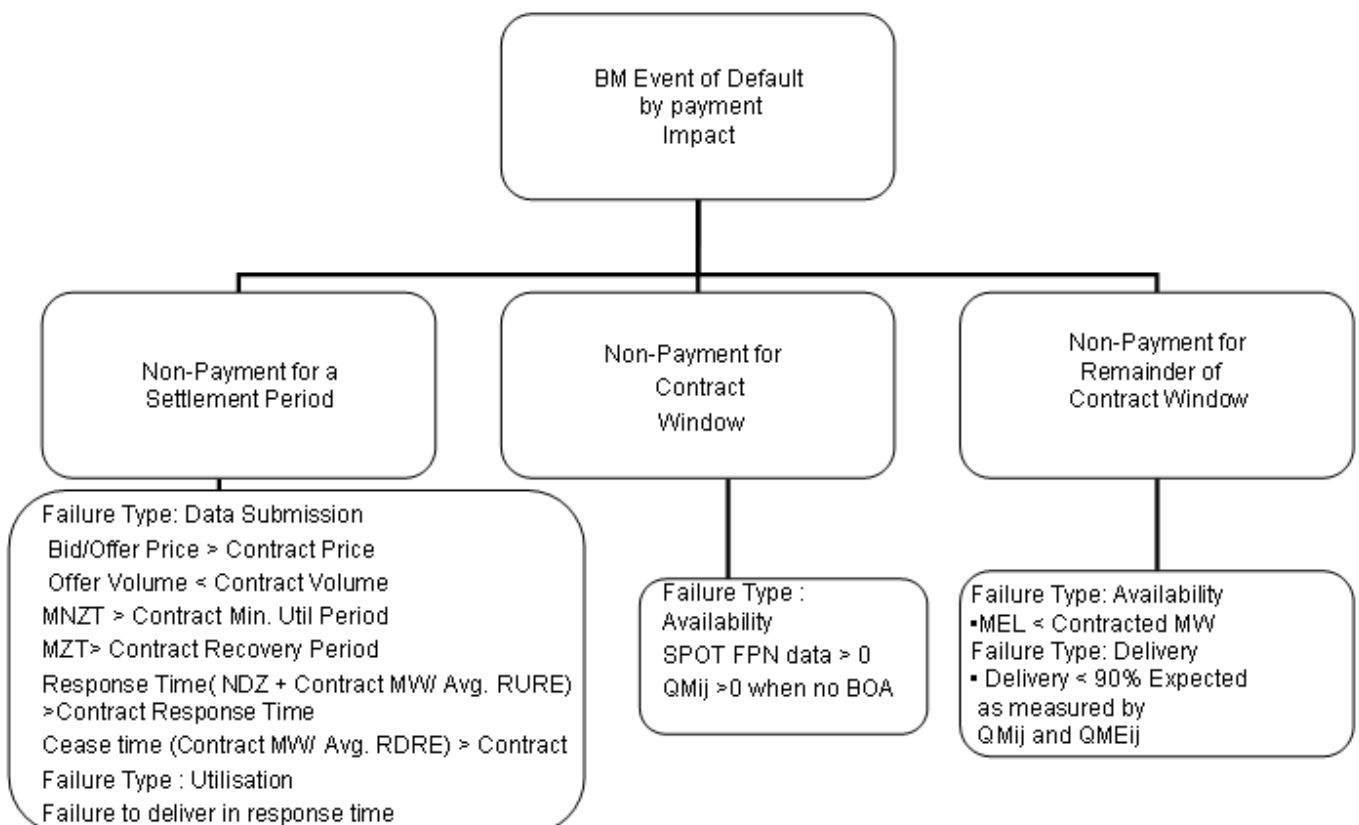 BM Event of Default
by payment
Impact
Non-Payment for a
Settlement Period
Non-Payment for
Contract
Window
Non-Payment for
Remainder of
Contract Window
Failure Type: Data Submission
Bid/Offer Price > Contract Price
Offer Volume < Contract Volume
MNZT > Contract Min. Util Period
MZT> Contract Recovery Period
Response Time( NDZ + Contract MW/ Avg. RURE)
>Contract Response Time
Cease time (Contract MW/ Avg. RDRE) > Contract
Failure Type : Utilisation
Failure to deliver in response time
Failure Type :
Availability
SPOT FPN data > 0
QMij >0 when no BOA
Failure Type: Availability
▪MEL < Contracted MW
Failure Type: Delivery
▪ Delivery < 90% Expected
as measured by
QMij and QMEij